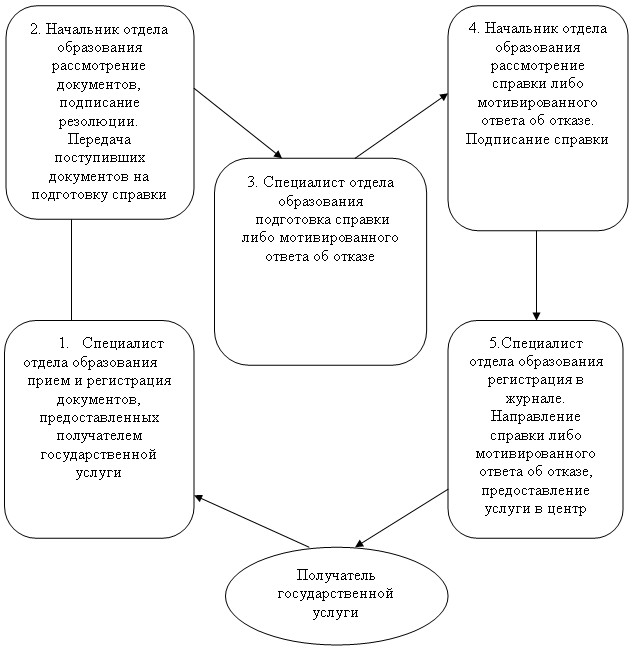 2. Начальник отдела
образования
рассмотрение
документов,
подписание
резолюции.
Передача
поступивших
документов на
подготовку справки
4. Начальник отдела
образования
рассмотрение
справки либо
мотивированного
ответа об отказе.
Подписание справки
3. Специалист отдела
образования
подготовка справки
либо мотивированного
ответа об отказе
1. Специалист
отдела образования
прием и регистрация
документов,
предоставленных
получателем
государственной
услуги
5.Специалист
отдела образования
регистрация в
журнале.
Направление
справки либо
мотивированного
ответа об отказе,
предоставление
услуги в центр
Получатель
государственной
услуги